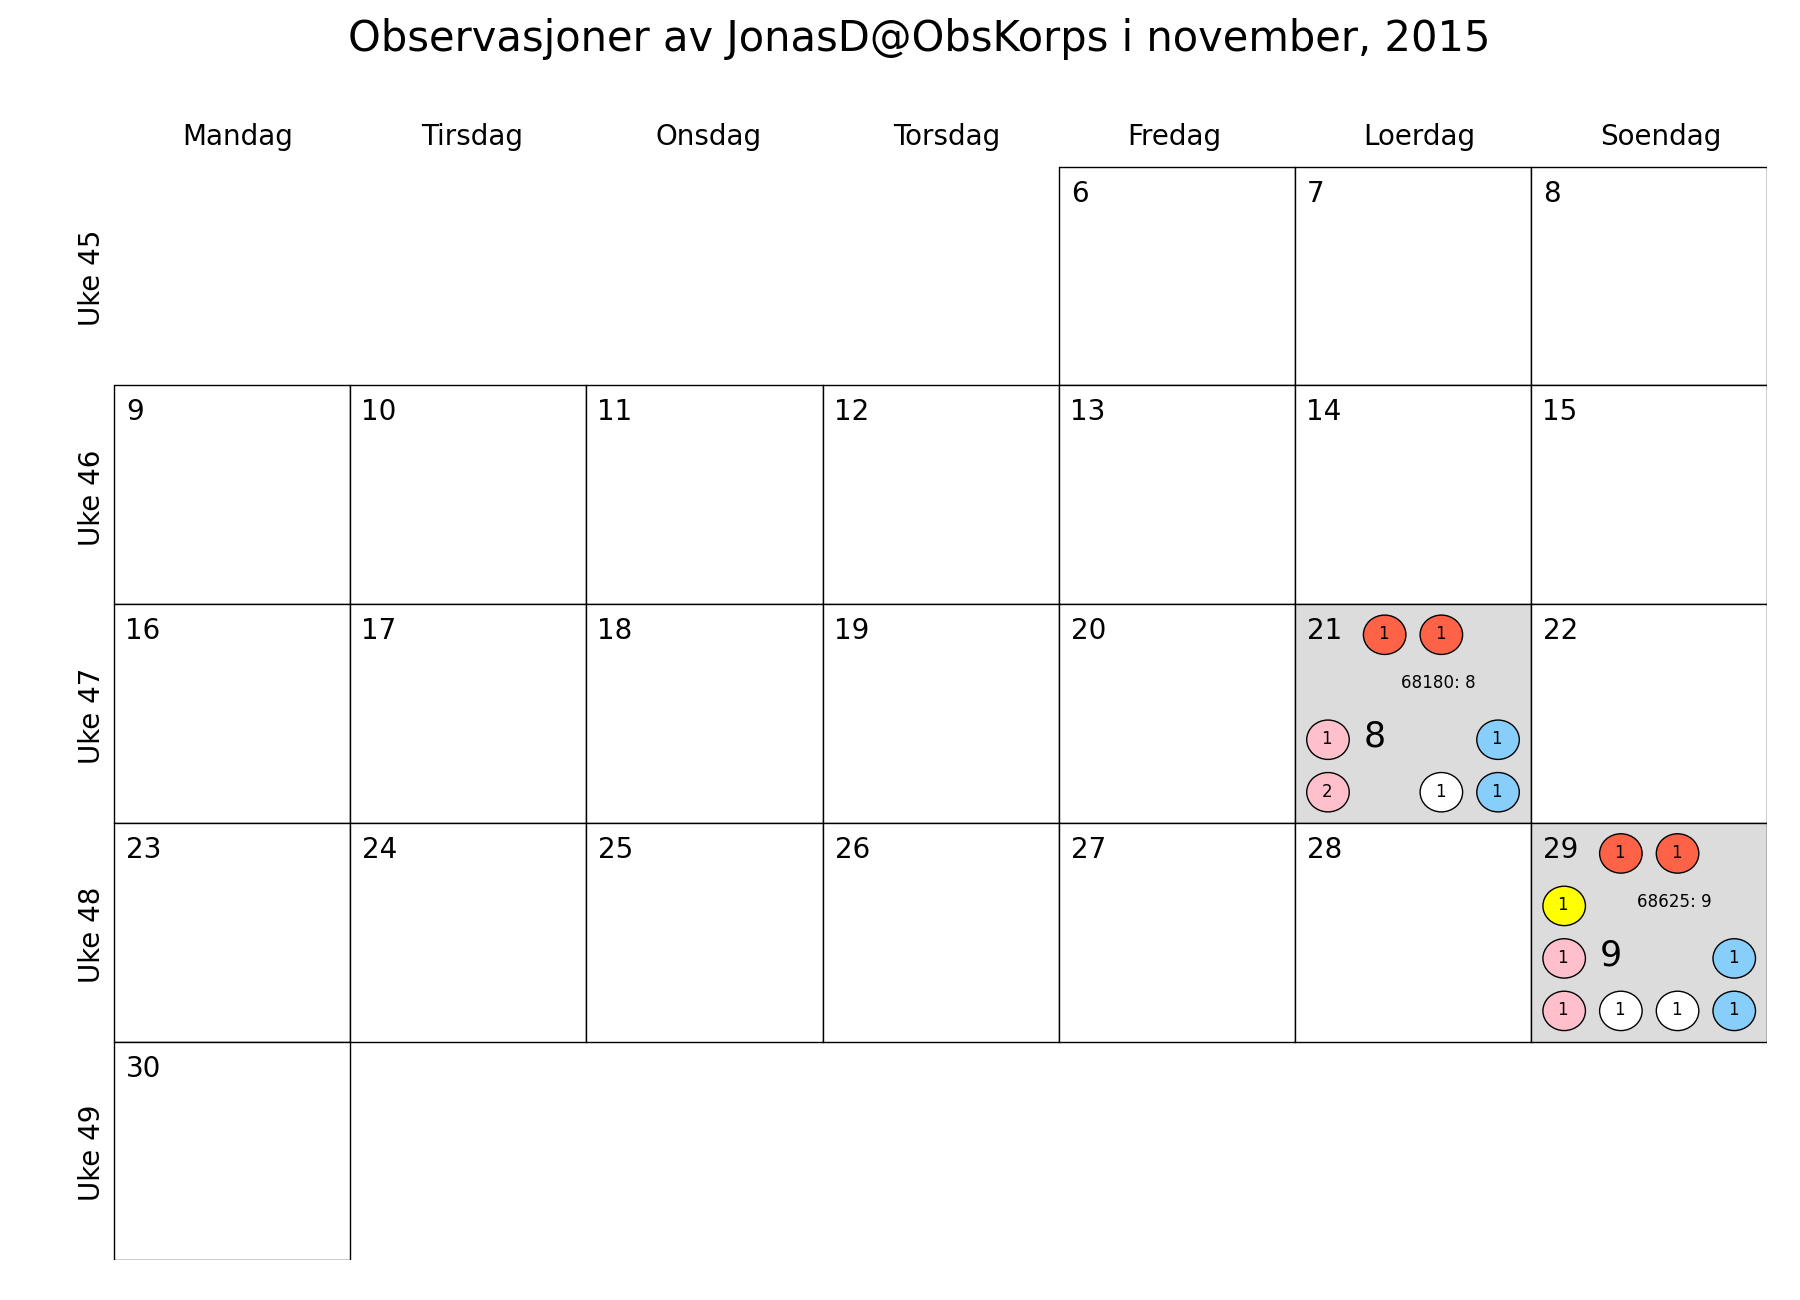 Observasjoner av JonasD@ObsKorps i november, 2015
Mandag Tirsdag Onsdag Torsdag Fredag Loerdag Soendag
Uke 45
6 7 8
Uke 46
9 10 11 12 13 14 15
Uke 47
16 17 18 19 20 21 1 1 22
68180: 8
1 8 1
2 1 1
Uke 48
23 24 25 26 27 28 29 1 1
1 68625: 9
1 9 1
1 1 1 1
Uke 49
30